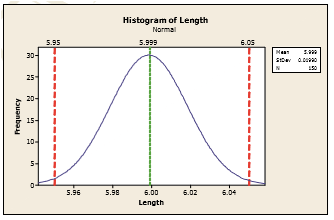 Histogram of Length
Normal
5.95 5.999 6.05
Mean 5.999
StDev 0.01990
N 150
30
25
20
15
10
5
0
Frequency
5.96 5.98 6.00 6.02 6.04
Length